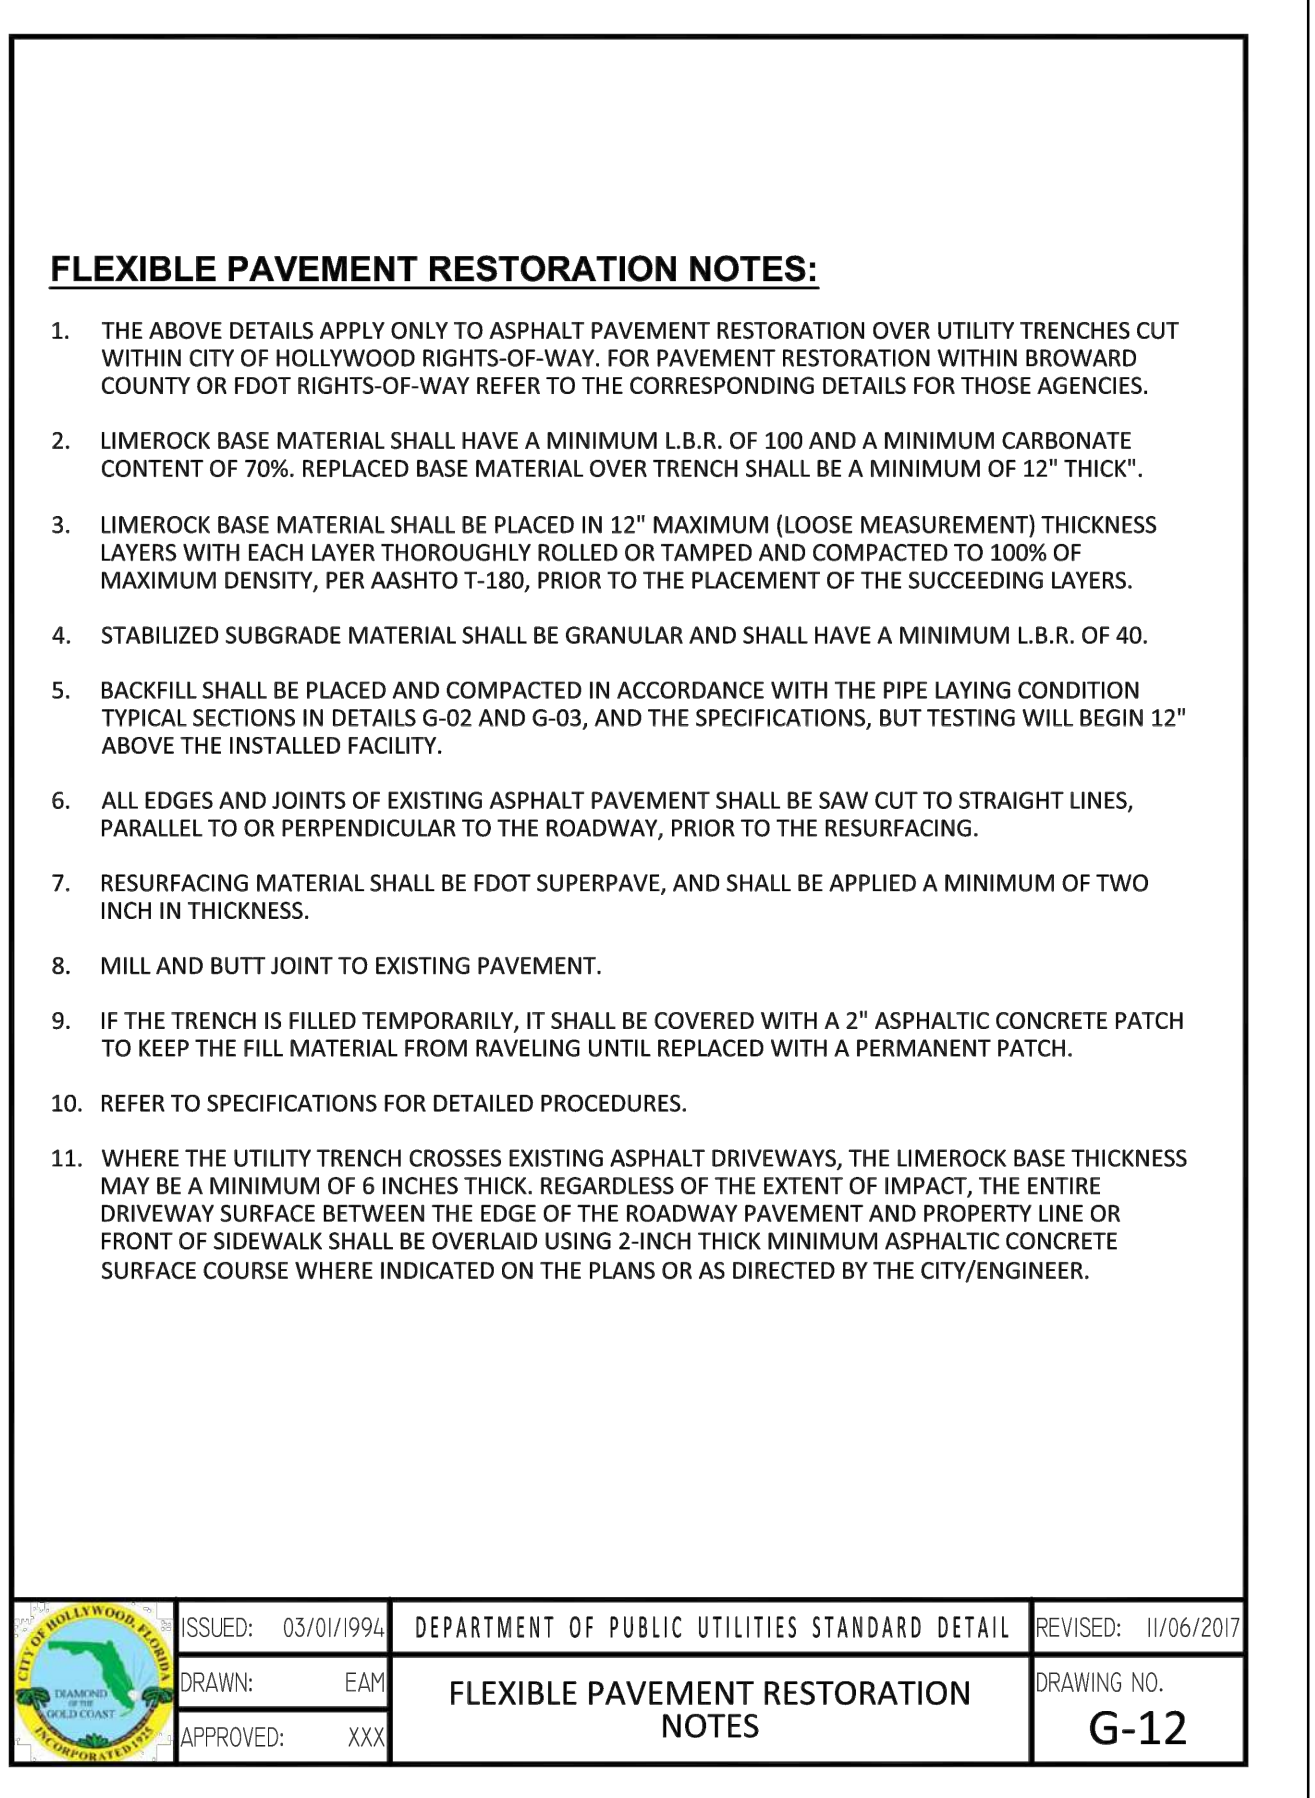 FLEXIBLE PAVEMENT RESTORATION NOTES:
1. THE ABOVE DETAILS APPLY ONLY TO ASPHALT PAVEMENT RESTORATION OVER UTILITY TRENCHES CUT
WITHIN CITY OF HOLLYWOOD RIGHTS-OF-WAY. FOR PAVEMENT RESTORATION WITHIN BROWARD
COUNTY OR FDOT RIGHTS-OF-WAY REFER TO THE CORRESPONDING DETAILS FOR THOSE AGENCIES.
2. LIMEROCK BASE MATERIAL SHALL HAVE A MINIMUM L.B.R. OF 100 AND A MINIMUM CARBONATE
CONTENT OF 70%. REPLACED BASE MATERIAL OVER TRENCH SHALL BE A MINIMUM OF 12" THICK".
3. LIMEROCK BASE MATERIAL SHALL BE PLACED IN 12" MAXIMUM (LOOSE MEASUREMENT) THICKNESS
LAYERS WITH EACH LAYER THOROUGHLY ROLLED OR TAMPED AND COMPACTED TO 100% OF
MAXIMUM DENSITY, PER AASHTO T-180, PRIOR TO THE PLACEMENT OF THE SUCCEEDING LAYERS.
4. STABILIZED SUBGRADE MATERIAL SHALL BE GRANULAR AND SHALL HAVE A MINIMUM L.B.R. OF 40.
5. BACKFILL SHALL BE PLACED AND COMPACTED IN ACCORDANCE WITH THE PIPE LAYING CONDITION
TYPICAL SECTIONS IN DETAILS G-02 AND G-03, AND THE SPECIFICATIONS, BUT TESTING WILL BEGIN 12"
ABOVE THE INSTALLED FACILITY.
6. ALL EDGES AND JOINTS OF EXISTING ASPHALT PAVEMENT SHALL BE SAW CUT TO STRAIGHT LINES,
PARALLEL TO OR PERPENDICULAR TO THE ROADWAY, PRIOR TO THE RESURFACING.
7. RESURFACING MATERIAL SHALL BE FDOT SUPERPAVE, AND SHALL BE APPLIED A MINIMUM OF TWO
INCH IN THICKNESS.
8. MILL AND BUTT JOINT TO EXISTING PAVEMENT.
9. IF THE TRENCH IS FILLED TEMPORARILY, IT SHALL BE COVERED WITH A 2" ASPHALTIC CONCRETE PATCH
TO KEEP THE FILL MATERIAL FROM RAVELING UNTIL REPLACED WITH A PERMANENT PATCH.
10. REFER TO SPECIFICATIONS FOR DETAILED PROCEDURES.
11. WHERE THE UTILITY TRENCH CROSSES EXISTING ASPHALT DRIVEWAYS, THE LIMEROCK BASE THICKNESS
MAY BE A MINIMUM OF 6 INCHES THICK. REGARDLESS OF THE EXTENT OF IMPACT, THE ENTIRE
DRIVEWAY SURFACE BETWEEN THE EDGE OF THE ROADWAY PAVEMENT AND PROPERTY LINE OR
FRONT OF SIDEWALK SHALL BE OVERLAID USING 2-INCH THICK MINIMUM ASPHALTIC CONCRETE
SURFACE COURSE WHERE INDICATED ON THE PLANS OR AS DIRECTED BY THE CITY/ENGINEER.
CITY OF HOLLYWOOD, FLORIDA
DIAMOND
OF THE
GOLD COAST
INCORPORATED 1925
ISSUED: 03/01/1994
DRAWN: EAM
APPROVED: XXX
DEPARTMENT OF PUBLIC UTILITIES STANDARD DETAIL
FLEXIBLE PAVEMENT RESTORATION
NOTES
REVISED: 11/06/2017
DRAWING NO.
G-12